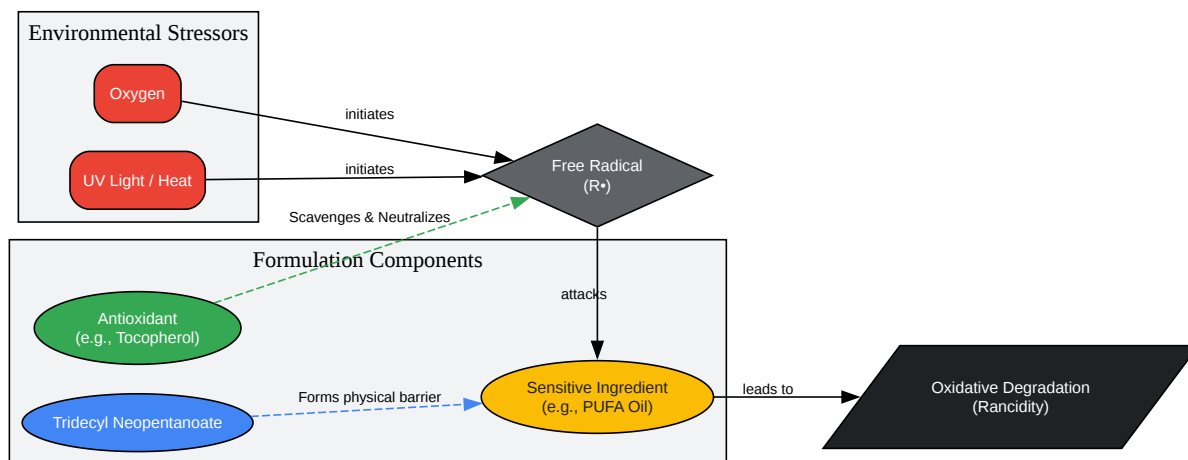 Environmental Stressors
Oxygen
initiates
UV Light / Heat
initiates
Free Radical
(R•)
Scavenges & Neutralizes
Formulation Components
attacks
Antioxidant
(e.g., Tocopherol)
Forms physical barrier
Tridecyl Neopentanoate
Sensitive Ingredient
(e.g., PUFA Oil)
leads to
Oxidative Degradation
(Rancidity)